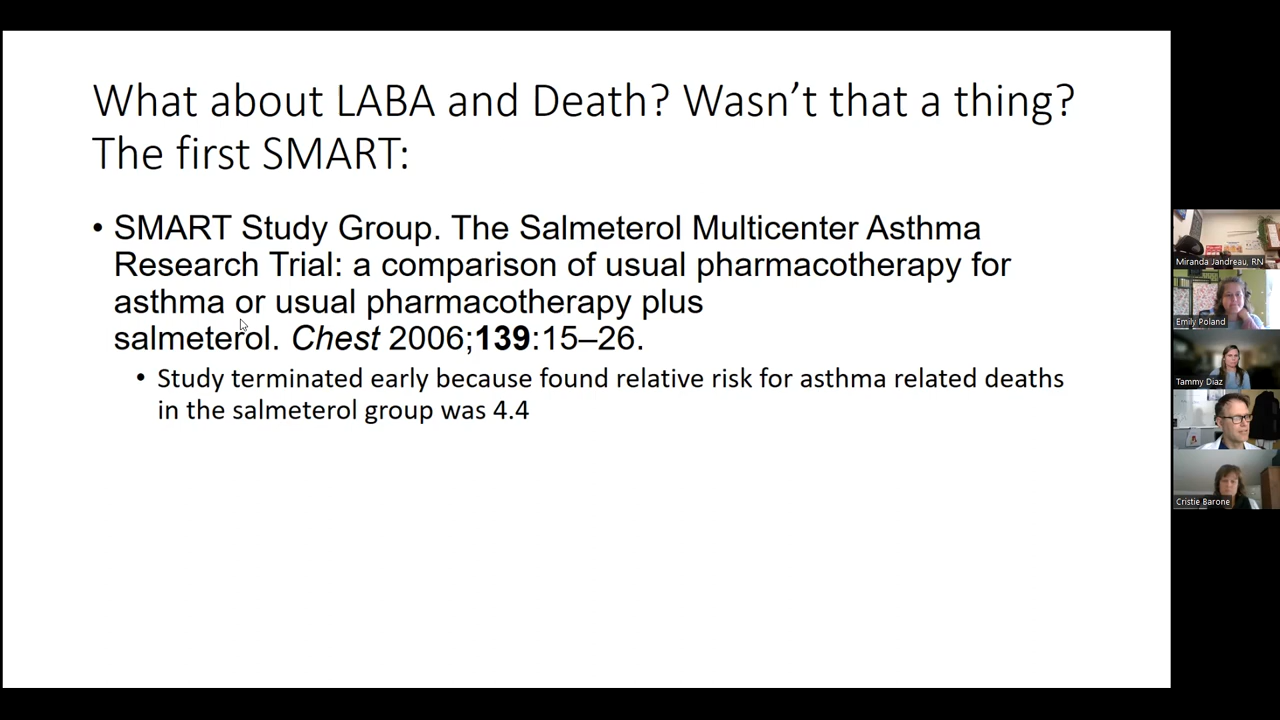 What about LABA and Death? Wasn’t that a thing?
The first SMART:
• SMART Study Group. The Salmeterol Multicenter Asthma
Research Trial: a comparison of usual pharmacotherapy for
asthma or usual pharmacotherapy plus
salmeterol. Chest 2006;139:15–26.
• Study terminated early because found relative risk for asthma related deaths
in the salmeterol group was 4.4
Miranda Jandreau, RN
Emily Poland
Tammy Diaz
Cristie Barone